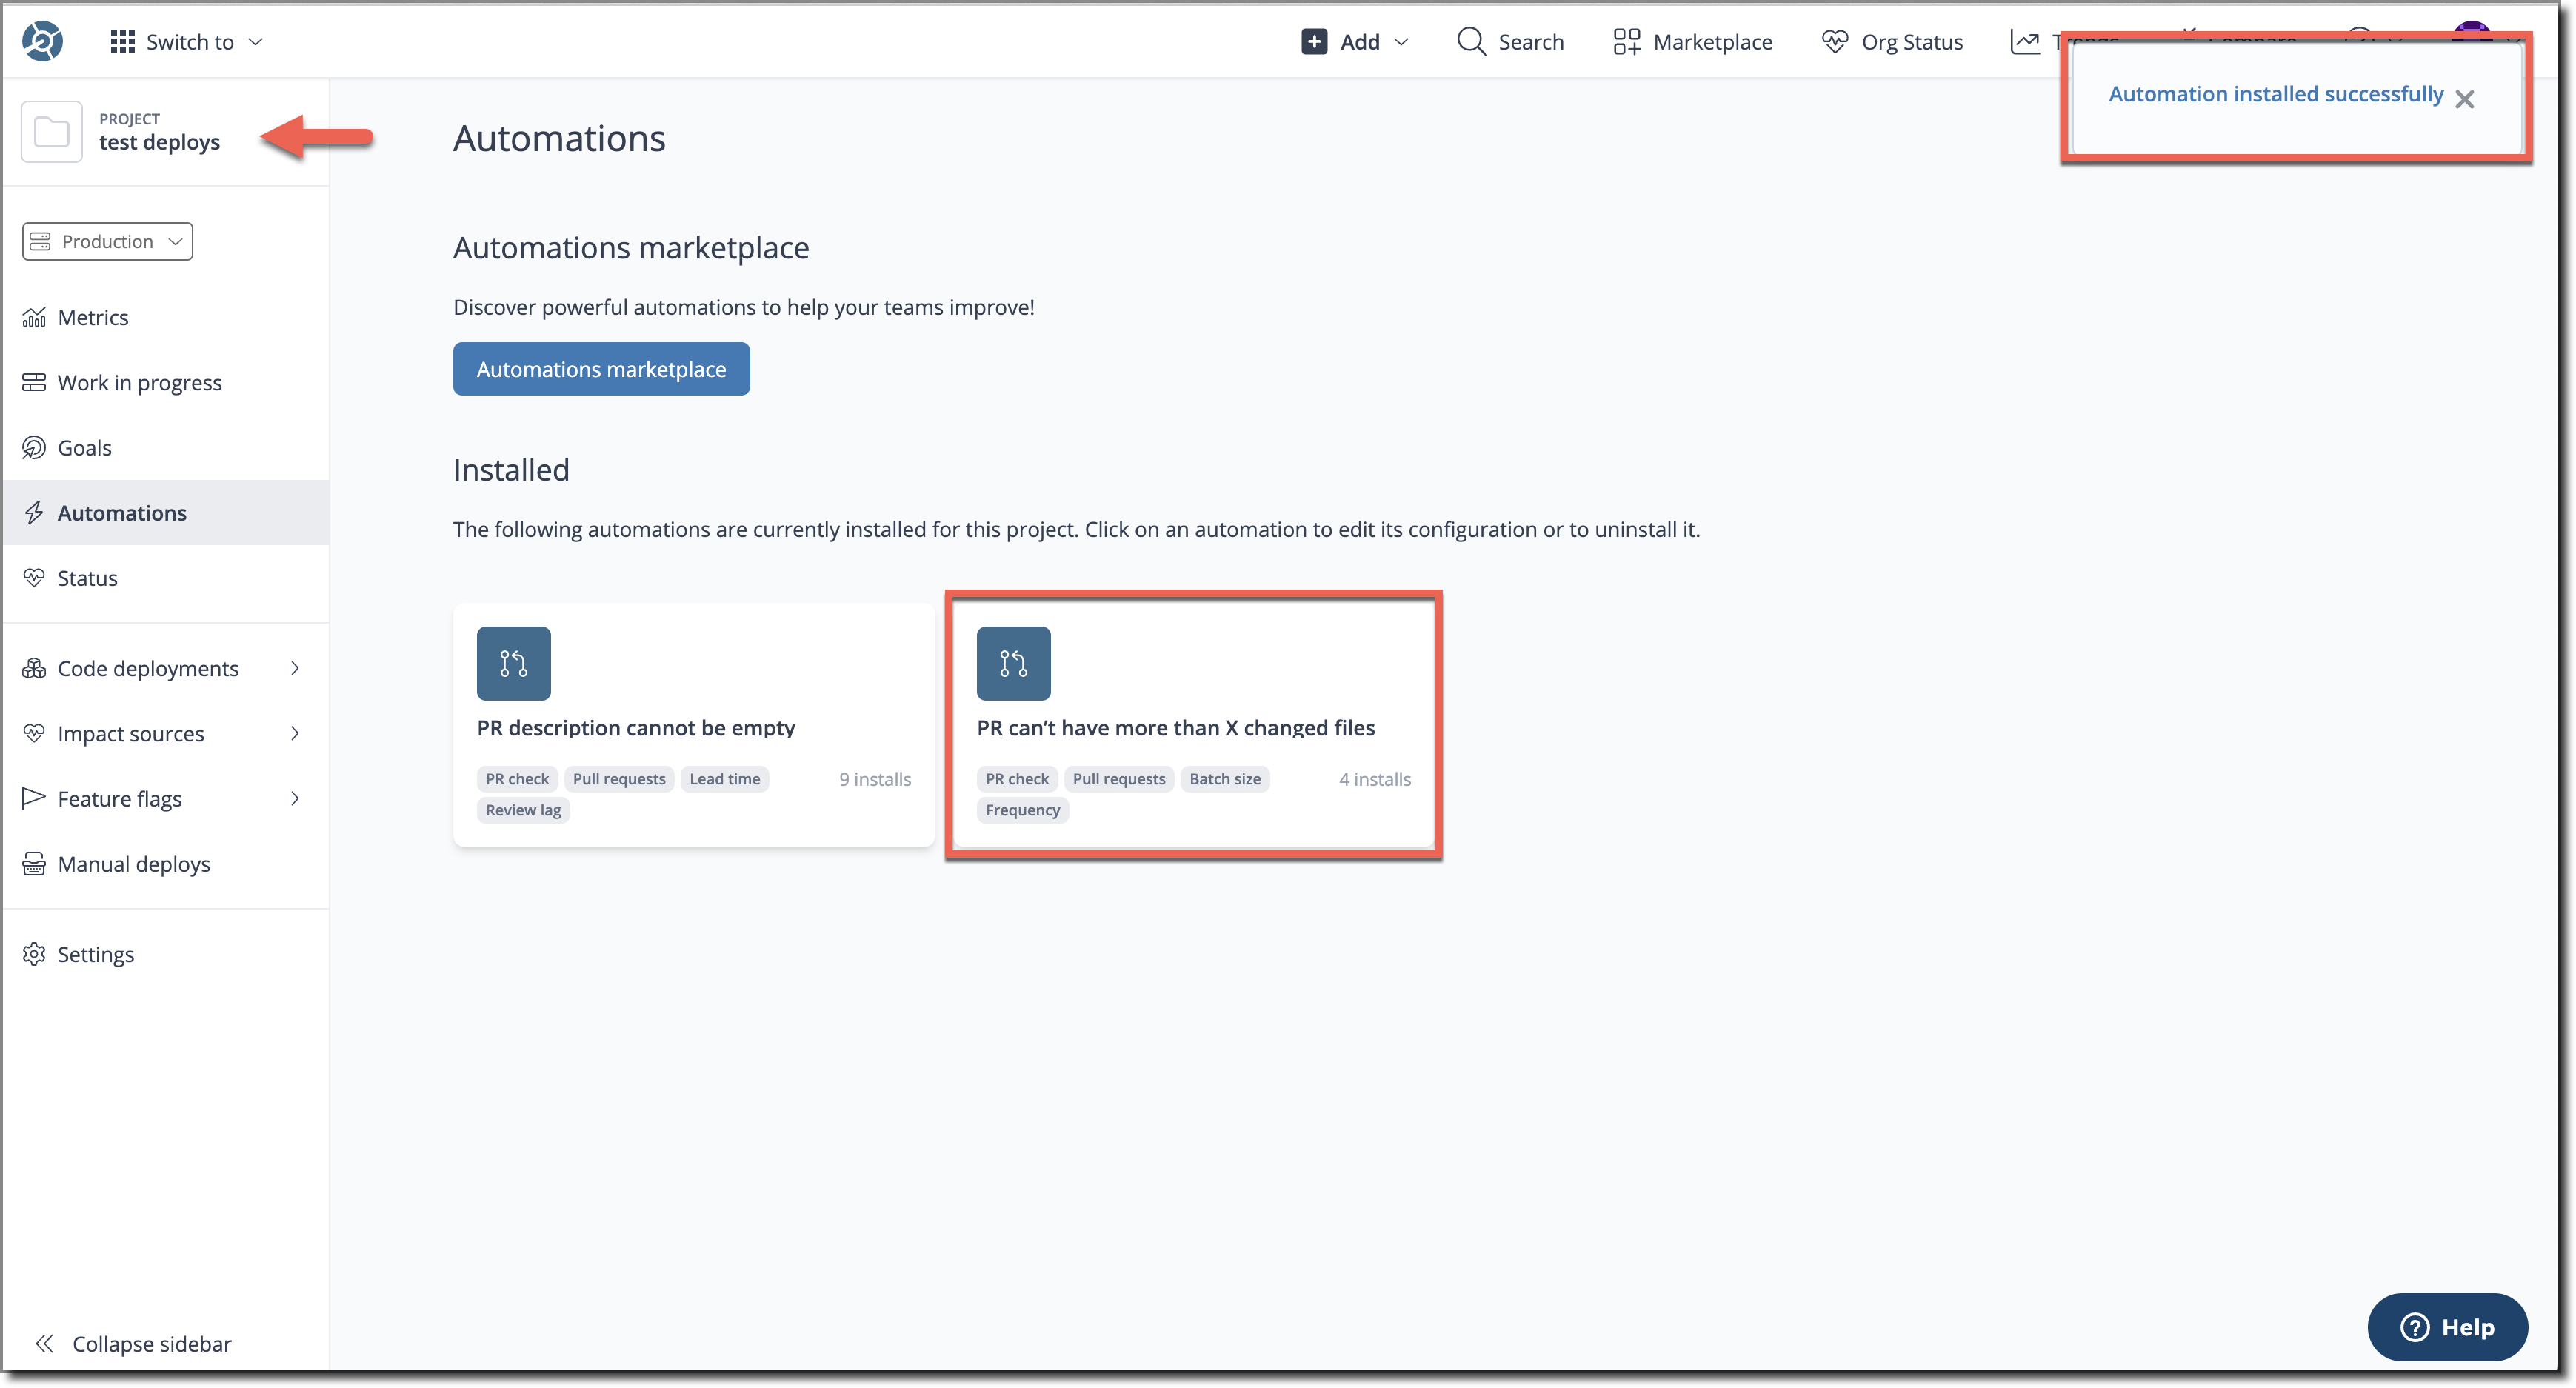 Switch to
Add
Search
Marketplace
Org Status
Trends
Compare
Automation installed successfully
PROJECT
test deploys
Production
Metrics
Work in progress
Goals
Automations
Status
Code deployments
Impact sources
Feature flags
Manual deploys
Settings
Collapse sidebar
Automations
Automations marketplace
Discover powerful automations to help your teams improve!
Automations marketplace
Installed
The following automations are currently installed for this project. Click on an automation to edit its configuration or to uninstall it.
PR description cannot be empty
PR check Pull requests Lead time 9 installs
Review lag
PR can’t have more than X changed files
PR check Pull requests Batch size 4 installs
Frequency
Help